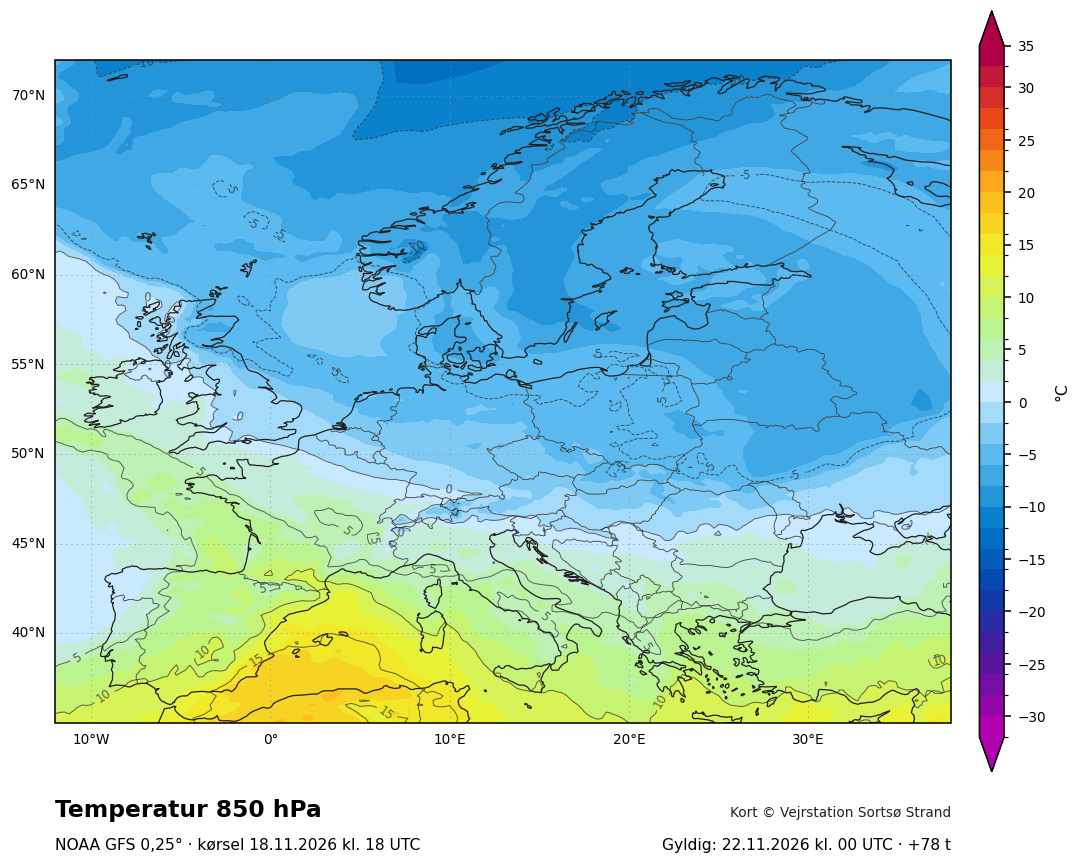 70°N
65°N
60°N
55°N
50°N
45°N
40°N
10°W
0°
10°E
20°E
30°E
35
30
25
20
15
10
5
0
−5
−10
−15
−20
−25
−30
°C
Temperatur 850 hPa
Kort © Vejrstation Sortsø Strand
NOAA GFS 0,25° · kørsel 18.11.2026 kl. 18 UTC
Gyldig: 22.11.2026 kl. 00 UTC · +78 t